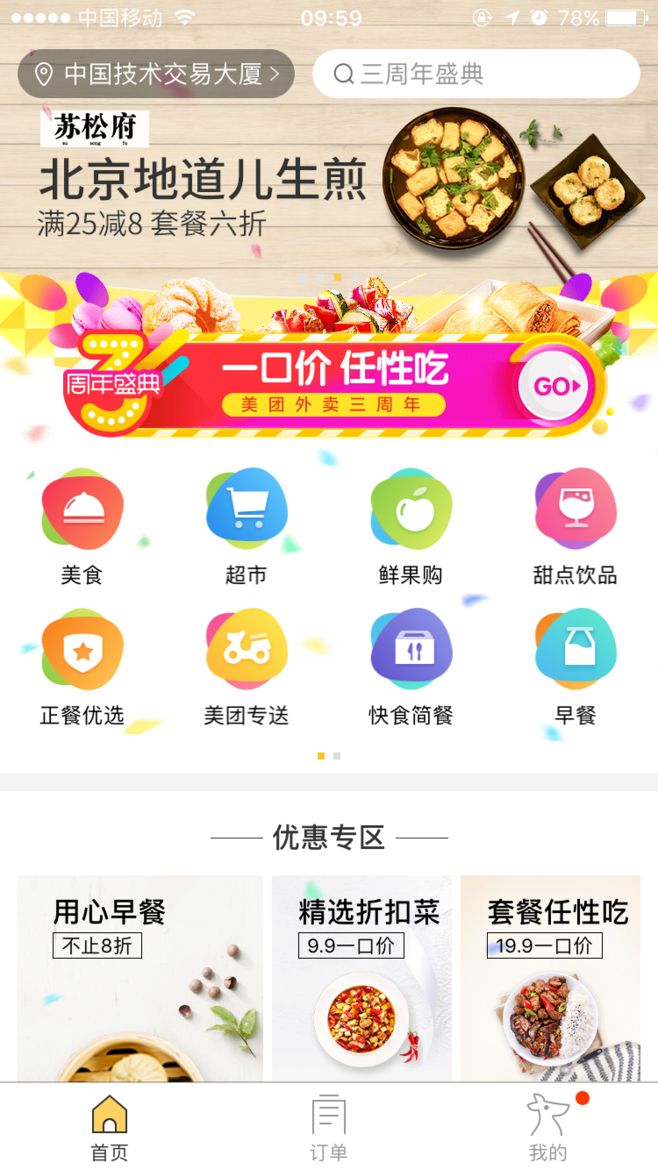 中国移动
09:59
78%
中国技术交易大厦
三周年盛典
苏松府
su song fu
北京地道儿生煎
满25减8 套餐六折
3
周年盛典
一口价 任性吃
美团外卖三周年
GO
美食
超市
鲜果购
甜点饮品
正餐优选
美团专送
快食简餐
早餐
优惠专区
用心早餐
不止8折
精选折扣菜
9.9一口价
套餐任性吃
19.9一口价
首页
订单
我的